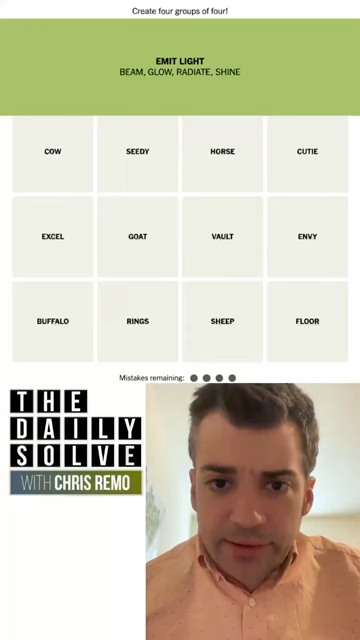 Create four groups of four!
EMIT LIGHT
BEAM, GLOW, RADIATE, SHINE
COW SEEDY HORSE CUTIE
EXCEL GOAT VAULT ENVY
BUFFALO RINGS SHEEP FLOOR
Mistakes remaining:
THE
DAILY
SOLVE
WITH CHRIS REMO